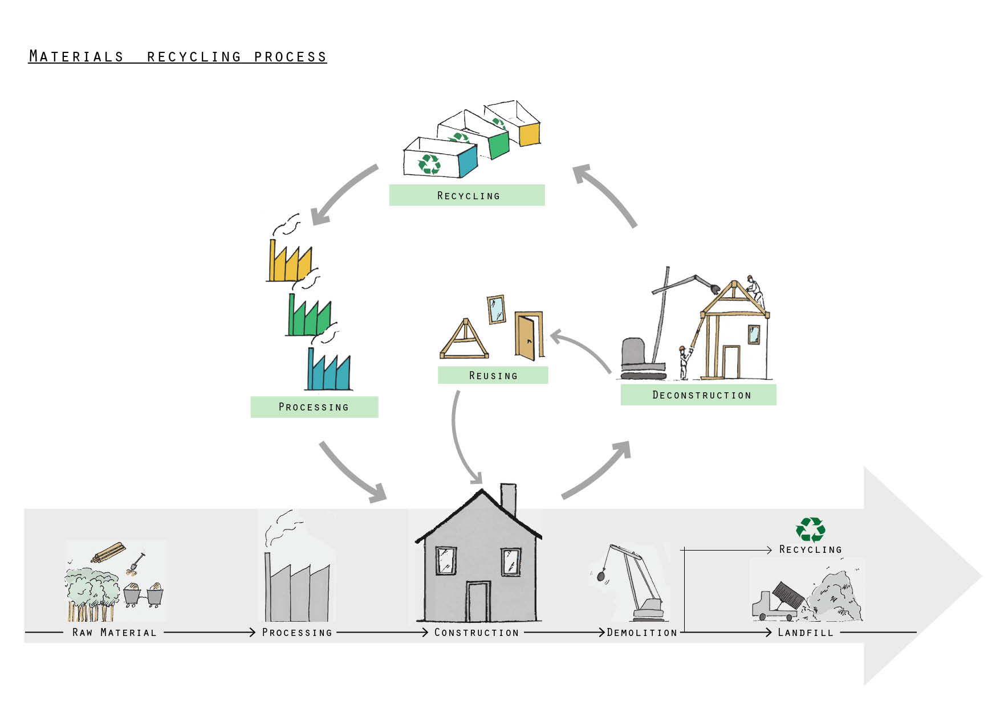 Materials recycling process
Recycling
Reusing
Deconstruction
Processing
Recycling
Raw Material
Processing
Construction
Demolition
Landfill